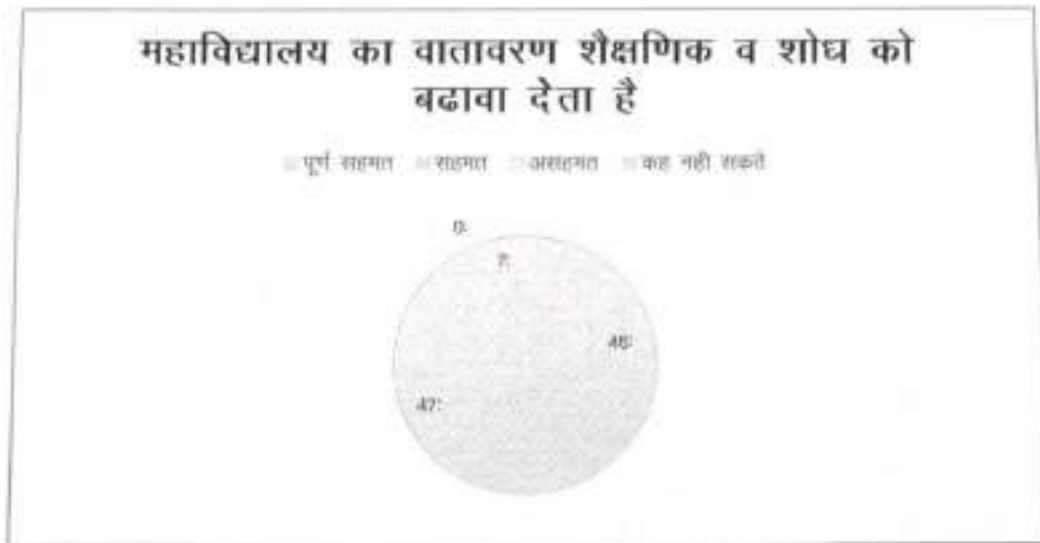 महाविद्यालय का वातावरण शैक्षणिक व शोध को
बढावा देता है
पूर्ण सहमत सहमत असहमत कह नही सकते
0:
7:
46:
47: